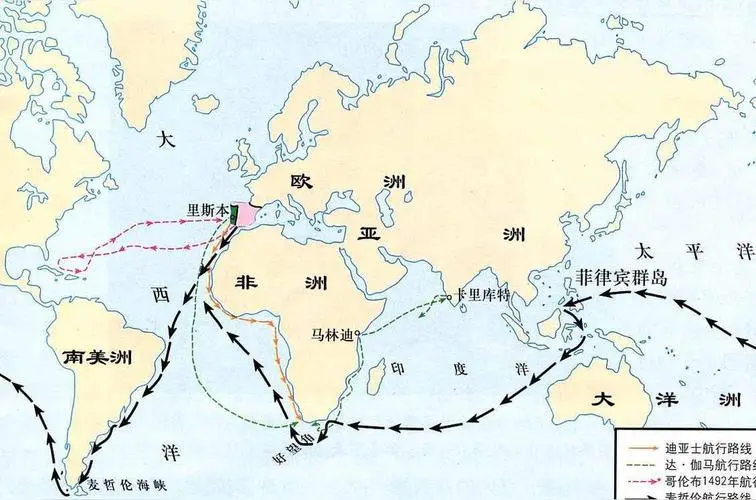 大
西
洋
里斯本
欧洲
亚洲
太平洋
非洲
卡里库特
菲律宾群岛
马林迪
印度洋
南美洲
大洋洲
好望角
麦哲伦海峡
迪亚士航行路线
达·伽马航行路线
哥伦布1492年航行
麦哲伦航行路线